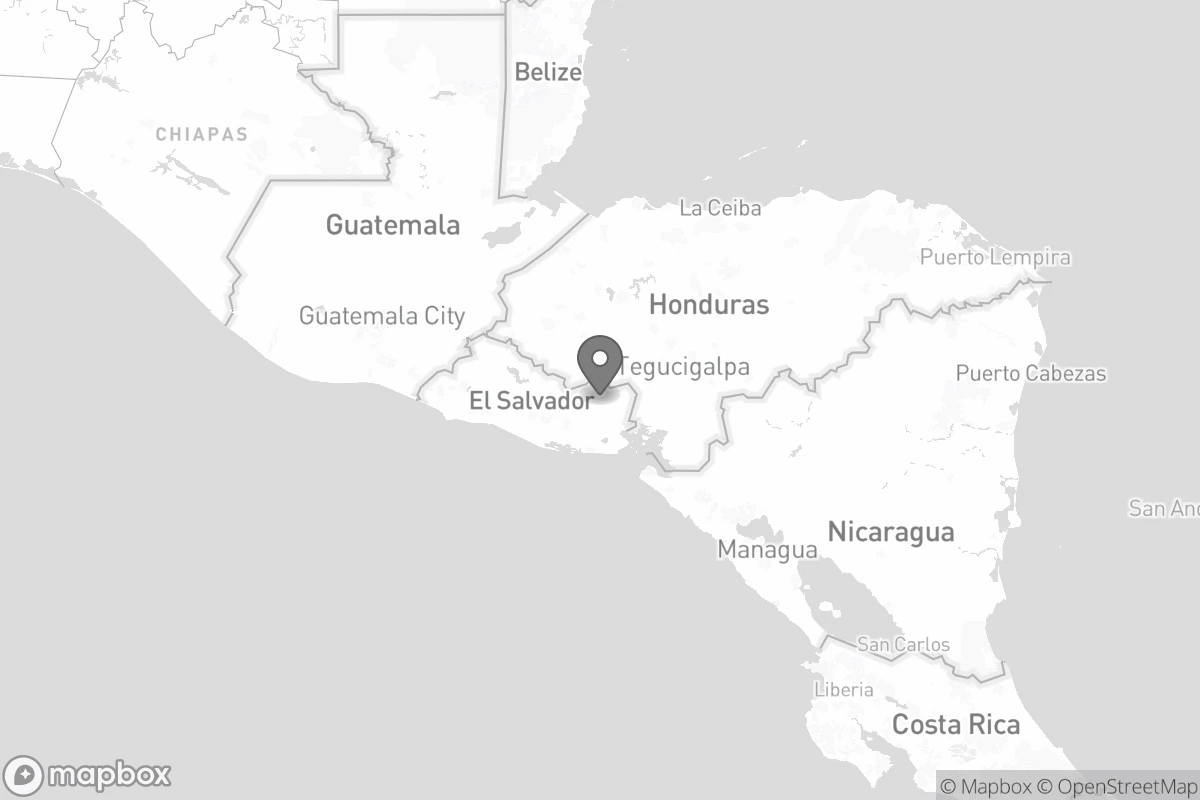 Belize
CHIAPAS
La Ceiba
Guatemala
Puerto Lempira
Honduras
Guatemala City
Tegucigalpa
Puerto Cabezas
El Salvador
San And
Nicaragua
Managua
San Carlos
Liberia
Costa Rica
mapbox
© Mapbox © OpenStreetMap